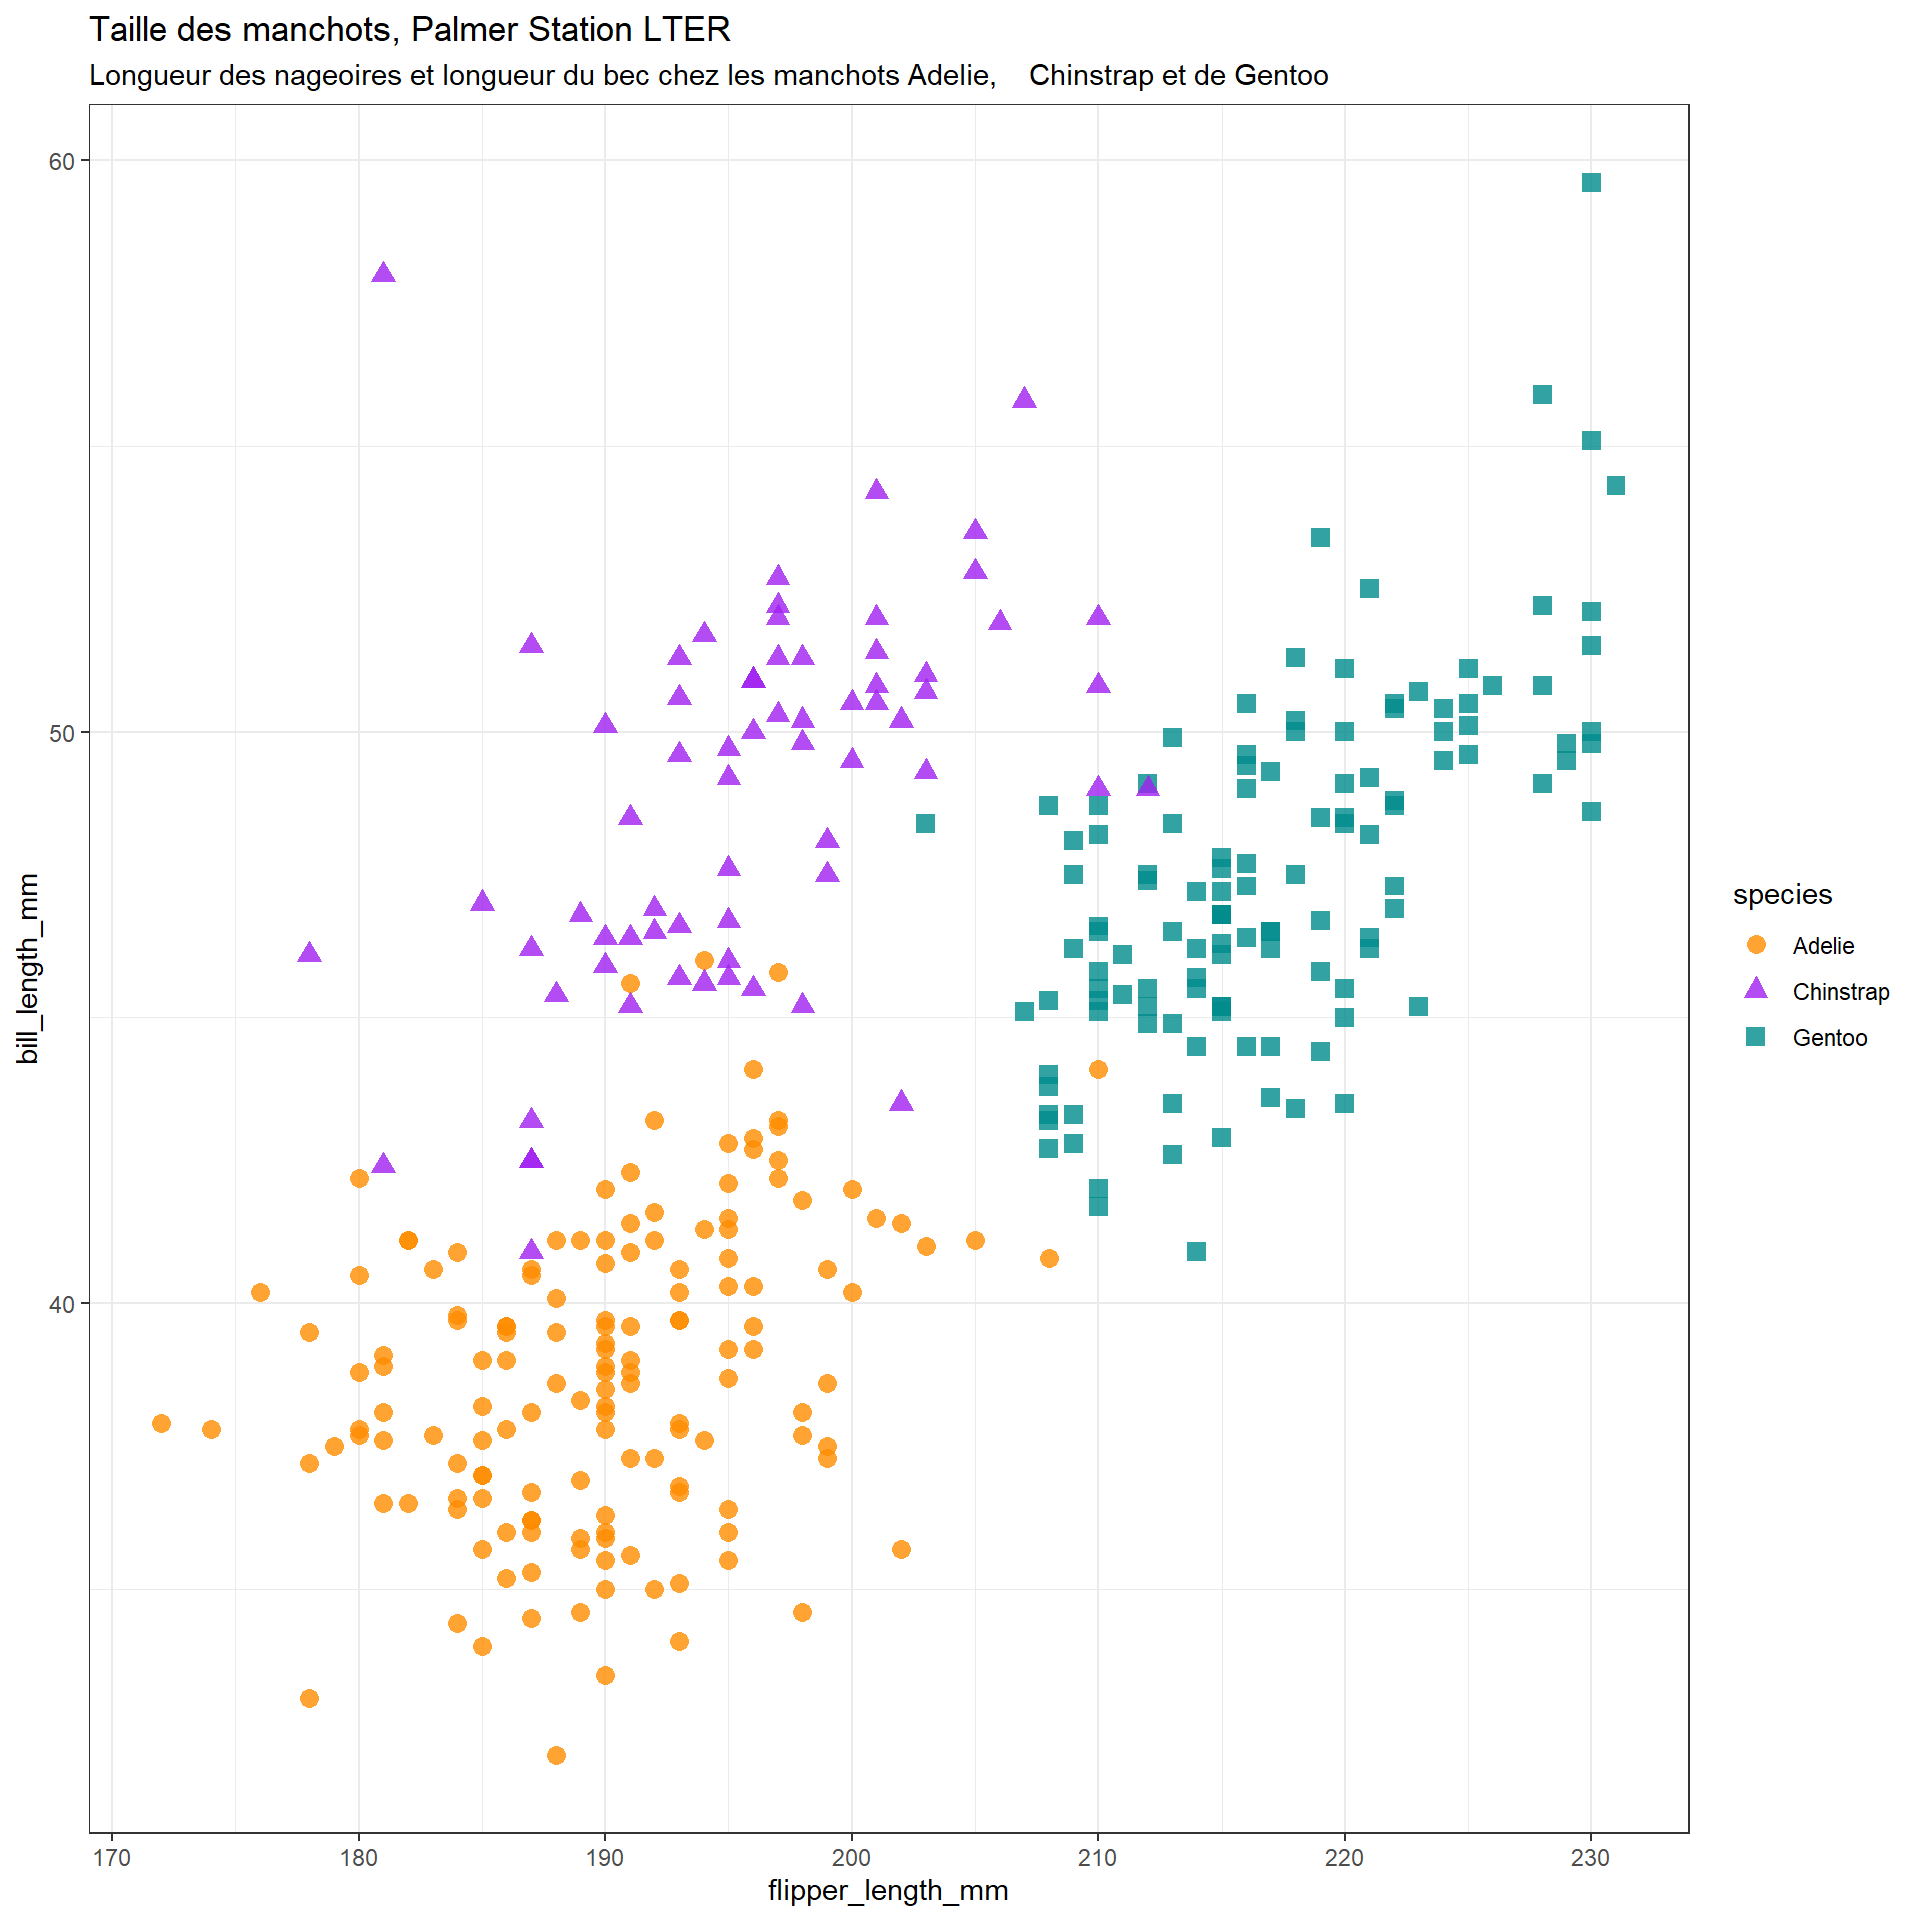 Taille des manchots, Palmer Station LTER
Longueur des nageoires et longueur du bec chez les manchots Adelie,    Chinstrap et de Gentoo
60
50
40
bill_length_mm
170 180 190 200 210 220 230
flipper_length_mm
species
Adelie
Chinstrap
Gentoo